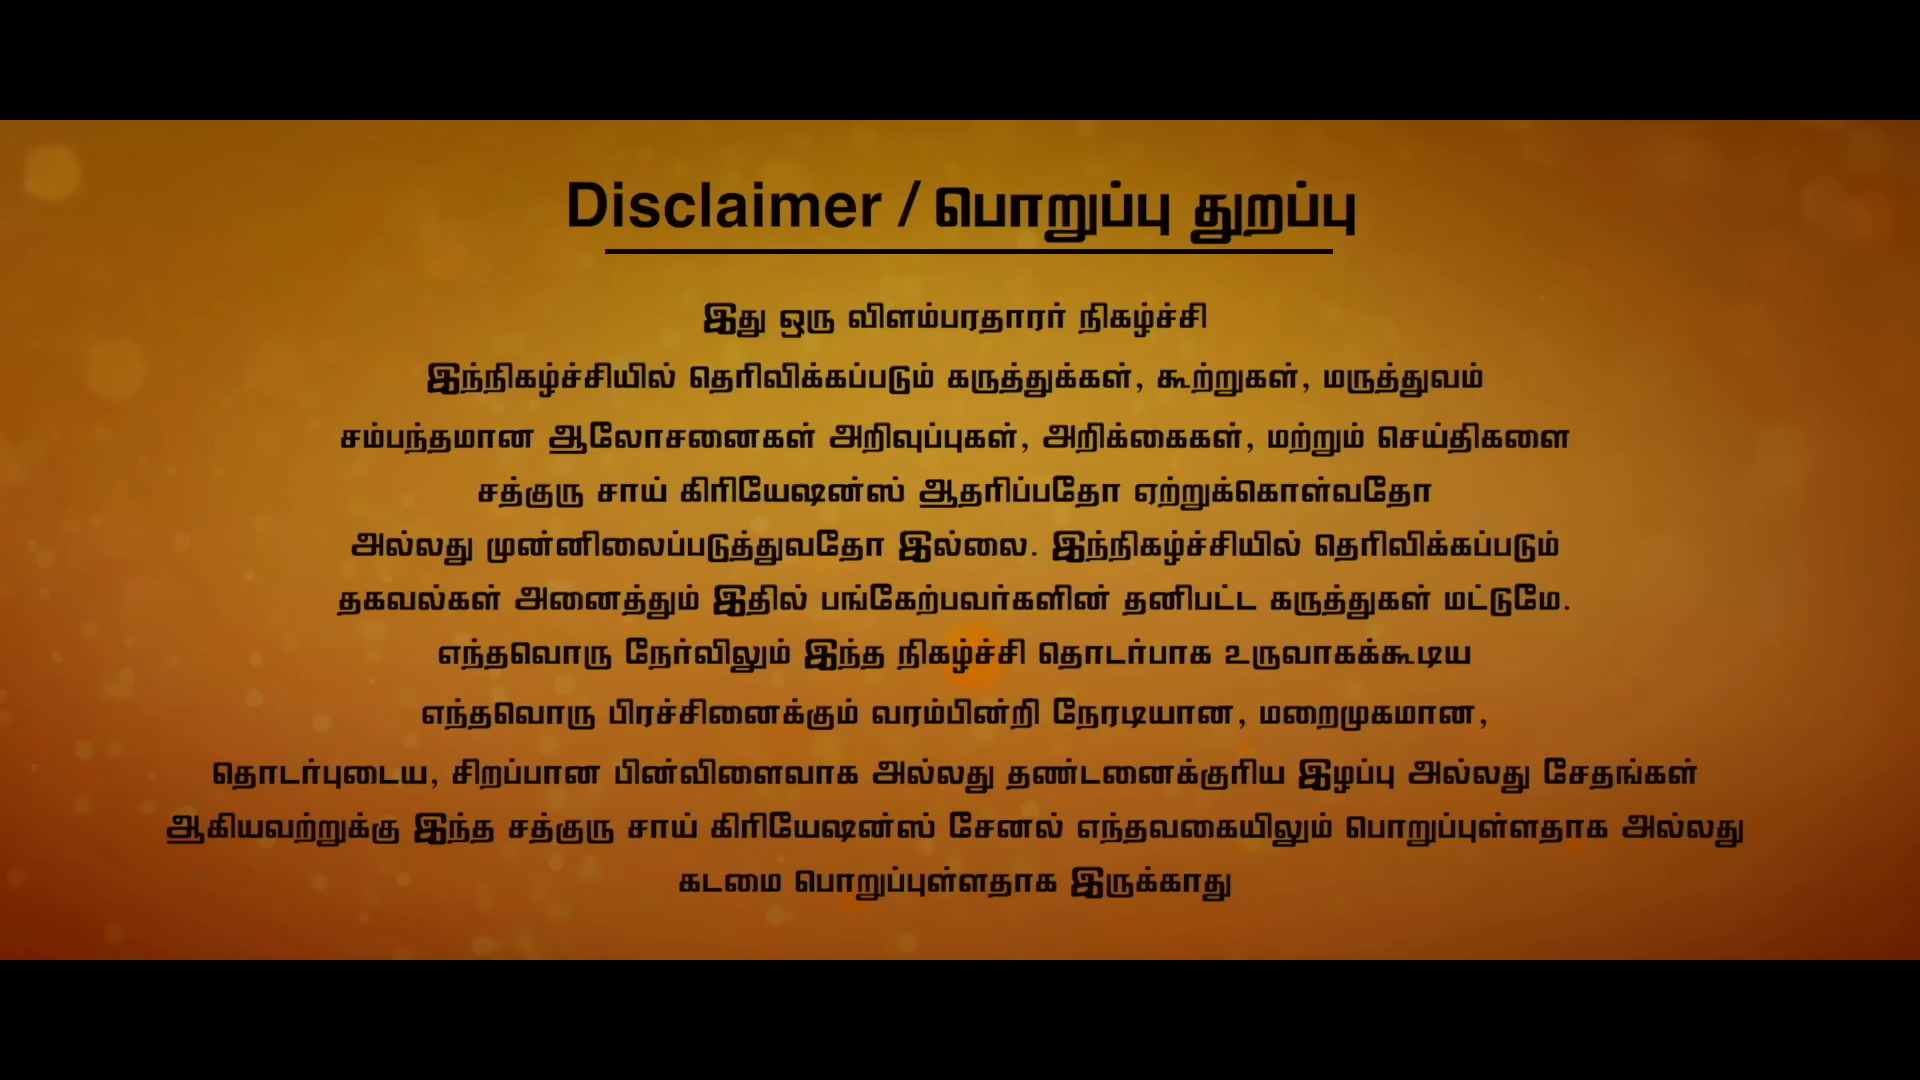 Disclaimer / பொறுப்பு துறப்பு
இது ஒரு விளம்பரதாரர் நிகழ்ச்சி
இந்நிகழ்ச்சியில் தெரிவிக்கப்படும் கருத்துக்கள், கூற்றுகள், மருத்துவம்
சம்பந்தமான ஆலோசனைகள் அறிவுப்புகள், அறிக்கைகள், மற்றும் செய்திகளை
சத்குரு சாய் கிரியேஷன்ஸ் ஆதரிப்பதோ ஏற்றுக்கொள்வதோ
அல்லது முன்னிலைப்படுத்துவதோ இல்லை. இந்நிகழ்ச்சியில் தெரிவிக்கப்படும்
தகவல்கள் அனைத்தும் இதில் பங்கேற்பவர்களின் தனிபட்ட கருத்துகள் மட்டுமே.
எந்தவொரு நேர்விலும் இந்த நிகழ்ச்சி தொடர்பாக உருவாகக்கூடிய
எந்தவொரு பிரச்சினைக்கும் வரம்பின்றி நேரடியான, மறைமுகமான,
தொடர்புடைய, சிறப்பான பின்விளைவாக அல்லது தண்டனைக்குரிய இழப்பு அல்லது சேதங்கள்
ஆகியவற்றுக்கு இந்த சத்குரு சாய் கிரியேஷன்ஸ் சேனல் எந்தவகையிலும் பொறுப்புள்ளதாக அல்லது
கடமை பொறுப்புள்ளதாக இருக்காது